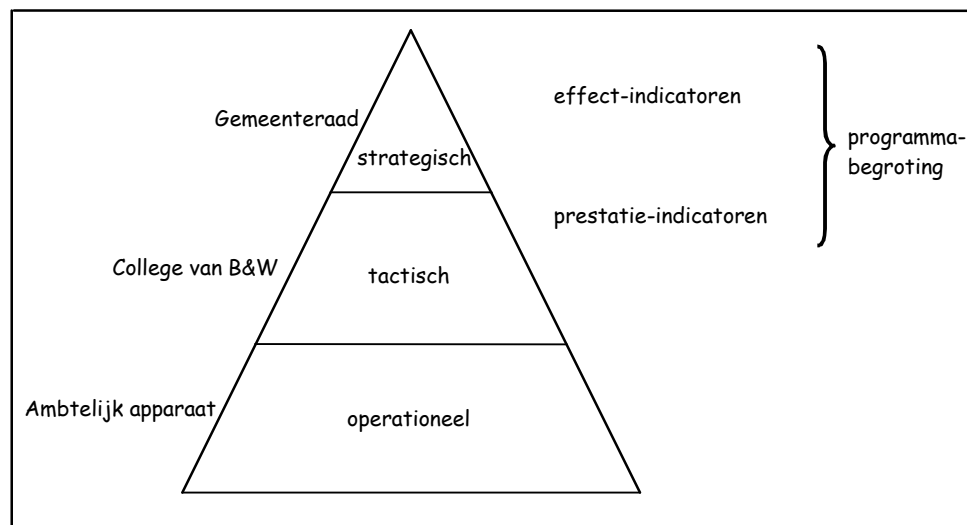 effect-indicatoren
Gemeenteraad
programma-
begroting
strategisch
prestatie-indicatoren
College van B&W
tactisch
Ambtelijk apparaat
operationeel